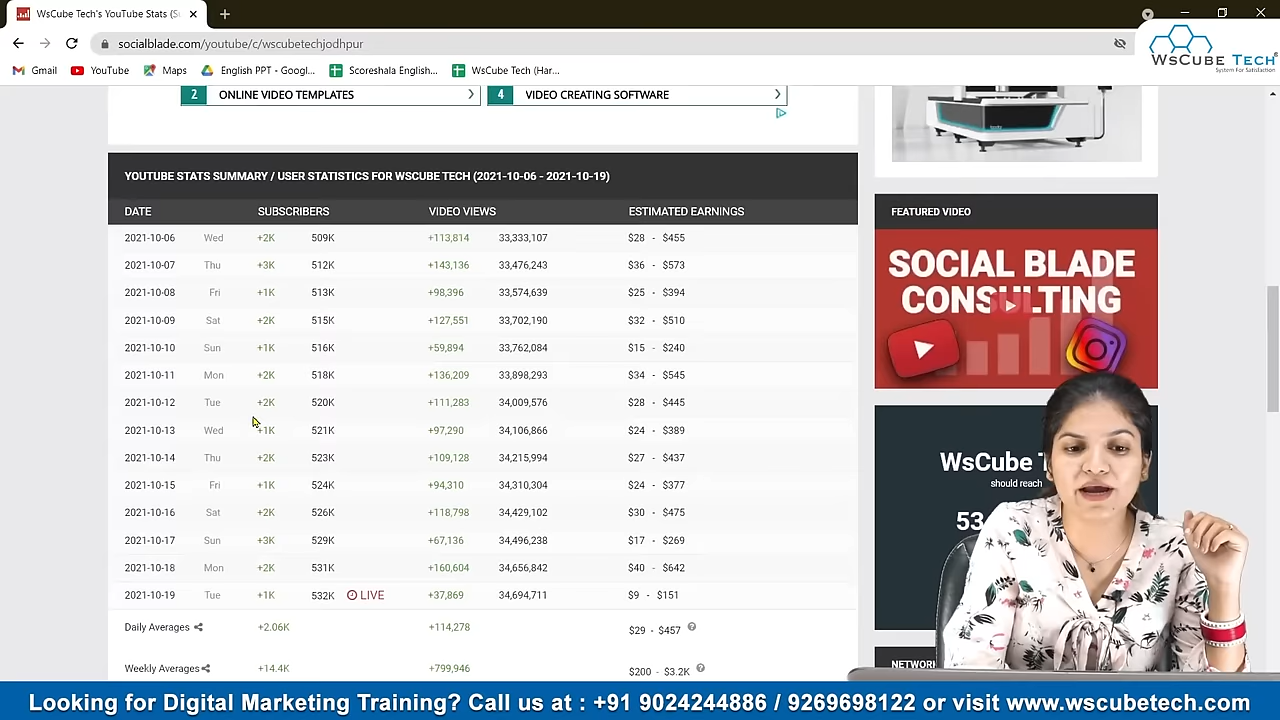 WsCube Tech's YouTube Stats (Su
socialblade.com/youtube/c/wscubetechjodhpur
WSCUBE TECH
System For Satisfaction
Gmail YouTube Maps English PPT - Googl... Scoreshala English... WsCube Tech (Har...
2 ONLINE VIDEO TEMPLATES 4 VIDEO CREATING SOFTWARE
YOUTUBE STATS SUMMARY / USER STATISTICS FOR WSCUBE TECH (2021-10-06 - 2021-10-19)
DATE SUBSCRIBERS VIDEO VIEWS ESTIMATED EARNINGS
2021-10-06 Wed +2K 509K +113,814 33,333,107 $28 - $455
2021-10-07 Thu +3K 512K +143,136 33,476,243 $36 - $573
2021-10-08 Fri +1K 513K +98,396 33,574,639 $25 - $394
2021-10-09 Sat +2K 515K +127,551 33,702,190 $32 - $510
2021-10-10 Sun +1K 516K +59,894 33,762,084 $15 - $240
2021-10-11 Mon +2K 518K +136,209 33,898,293 $34 - $545
2021-10-12 Tue +2K 520K +111,283 34,009,576 $28 - $445
2021-10-13 Wed +1K 521K +97,290 34,106,866 $24 - $389
2021-10-14 Thu +2K 523K +109,128 34,215,994 $27 - $437
2021-10-15 Fri +1K 524K +94,310 34,310,304 $24 - $377
2021-10-16 Sat +2K 526K +118,798 34,429,102 $30 - $475
2021-10-17 Sun +3K 529K +67,136 34,496,238 $17 - $269
2021-10-18 Mon +2K 531K +160,604 34,656,842 $40 - $642
2021-10-19 Tue +1K 532K LIVE +37,869 34,694,711 $9 - $151
Daily Averages +2.06K +114,278 $29 - $457
Weekly Averages +14.4K +799,946 $200 - $3.2K
FEATURED VIDEO
SOCIAL BLADE
CONSULTING
WsCube T
should reach
53
NETWOR
Looking for Digital Marketing Training? Call us at : +91 9024244886 / 9269698122 or visit www.wscubetech.com